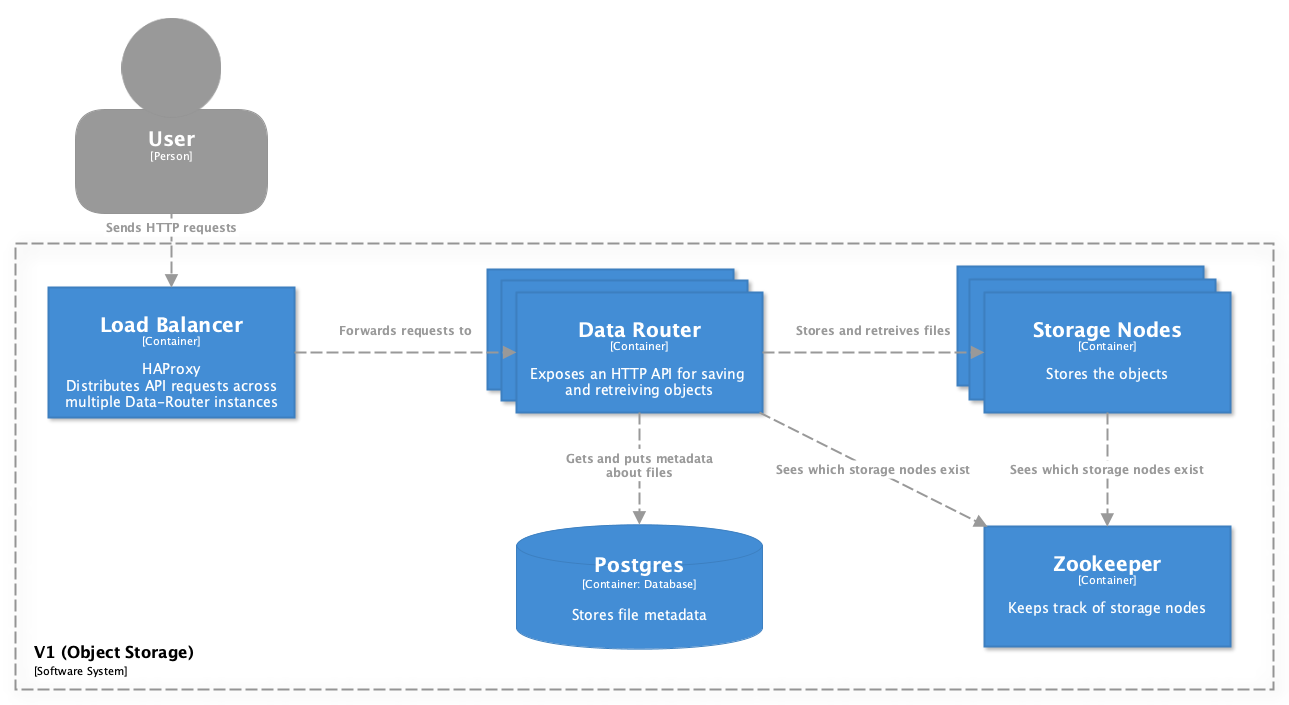 User
[Person]
Sends HTTP requests
Load Balancer
[Container]
HAProxy
Distributes API requests across
multiple Data-Router instances
Forwards requests to
Data Router
[Container]
Exposes an HTTP API for saving
and retreiving objects
Stores and retreives files
Storage Nodes
[Container]
Stores the objects
Gets and puts metadata
about files
Sees which storage nodes exist
Sees which storage nodes exist
Postgres
[Container: Database]
Stores file metadata
Zookeeper
[Container]
Keeps track of storage nodes
V1 (Object Storage)
[Software System]